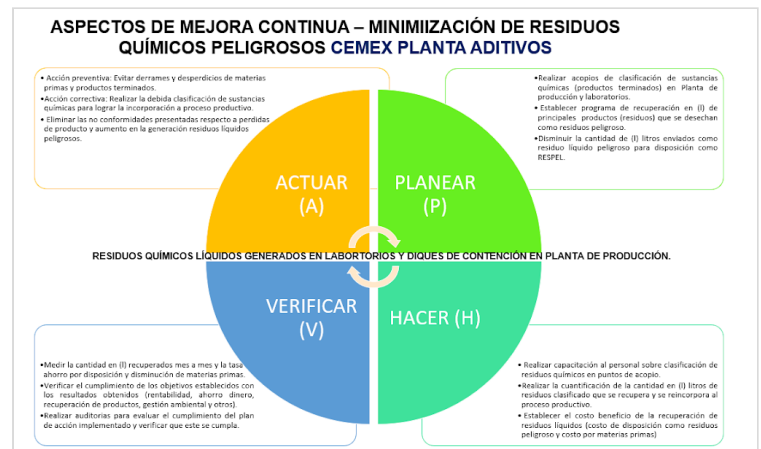 ASPECTOS DE MEJORA CONTINUA – MINIMIIZACIÓN DE RESIDUOS
QUÍMICOS PELIGROSOS CEMEX PLANTA ADITIVOS
• Acción preventiva: Evitar derrames y desperdicios de materias
primas y productos terminados.
•Acción correctiva: Realizar la debida clasificación de sustancias
químicas para lograr la incorporación a proceso productivo.
• Eliminar las no conformidades presentadas respecto a perdidas
de producto y aumento en la generación residuos líquidos
peligrosos.
•Realizar acopios de clasificación de sustancias
químicas (productos terminados) en Planta de
producción y laboratorios.
• Establecer programa de recuperación en (l) de
principales productos (residuos) que se desechan
como residuos peligroso.
•Disminuir la cantidad de (l) litros enviados como
residuo líquido peligroso para disposición como
RESPEL.
ACTUAR
(A)
PLANEAR
(P)
RESIDUOS QUÍMICOS LÍQUIDOS GENERADOS EN LABORTORIOS Y DIQUES DE CONTENCIÓN EN PLANTA DE PRODUCCIÓN.
VERIFICAR
(V)
HACER (H)
•Medir la cantidad en (l) recuperados mes a mes y la tasa
ahorro por disposición y disminución de materias primas.
•Verificar el cumplimiento de los objetivos establecidos con
los resultados obtenidos (rentabilidad, ahorro dinero,
recuperación de productos, gestión ambiental y otros).
•Realizar auditorias para evaluar el cumplimiento del plan
de acción implementado y verificar que este se cumpla.
• Realizar capacitación al personal sobre clasificación de
residuos químicos en puntos de acopio.
•Realizar la cuantificación de la cantidad en (l) litros de
residuos clasificado que se recupera y se reincorpora al
proceso productivo.
• Establecer el costo beneficio de la recuperación de
residuos líquidos (costo de disposición como residuos
peligroso y costo por materias primas)